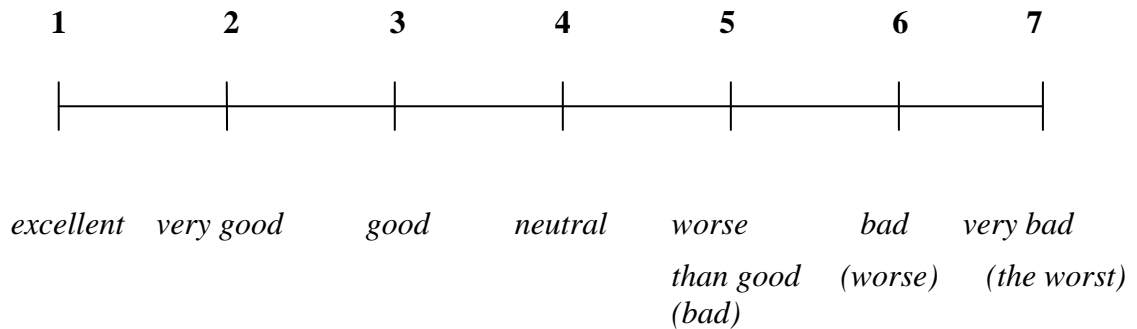 1 2 3 4 5 6 7
excellent very good good neutral worse bad very bad
than good (worse) (the worst)
(bad)